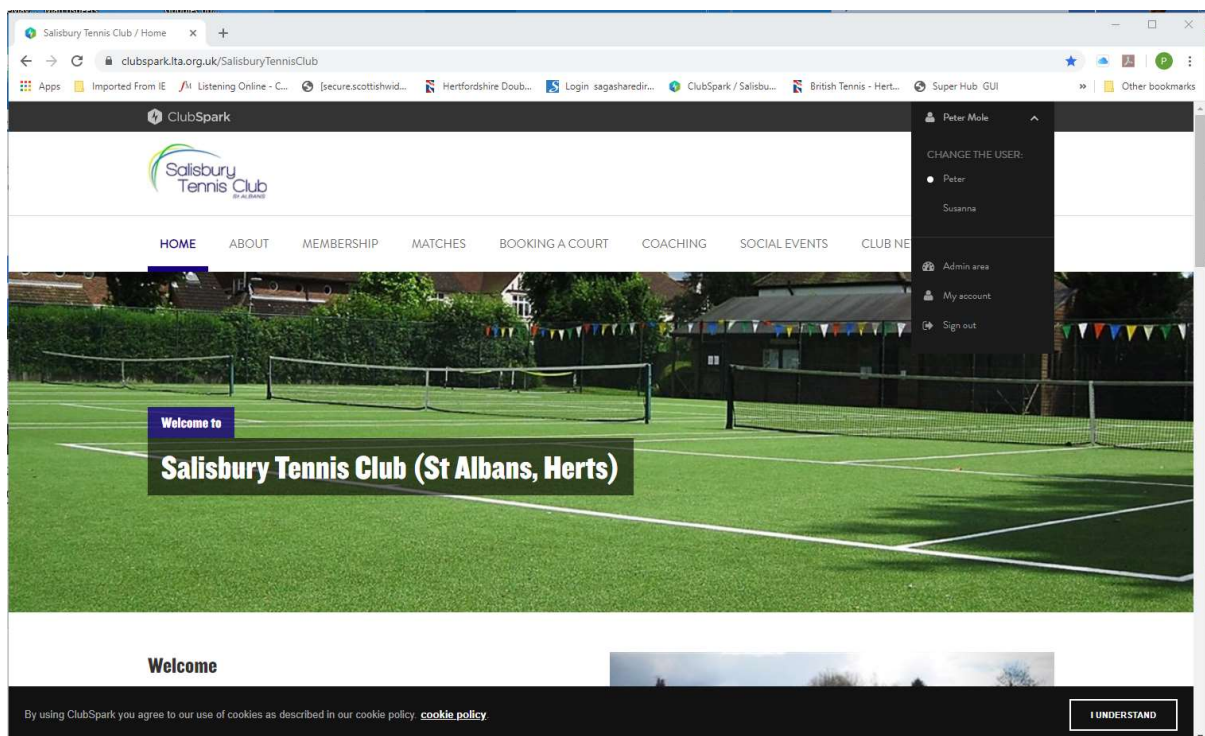 Salisbury Tennis Club / Home
clubspark.lta.org.uk/SalisburyTennisClub
P
Apps Imported From IE Listening Online - C... [secure.scottishwid... Hertfordshire Doub... Login sagasharedir... ClubSpark / Salisbu... British Tennis - Hert... Super Hub GUI » Other bookmarks
ClubSpark
Peter Mole
CHANGE THE USER:
Peter
Susanna
Admin area
My account
Sign out
Salisbury
Tennis Club
ST ALBANS
HOME ABOUT MEMBERSHIP MATCHES BOOKING A COURT COACHING SOCIAL EVENTS CLUB NE
Welcome to
Salisbury Tennis Club (St Albans, Herts)
Welcome
By using ClubSpark you agree to our use of cookies as described in our cookie policy. cookie policy.
I UNDERSTAND